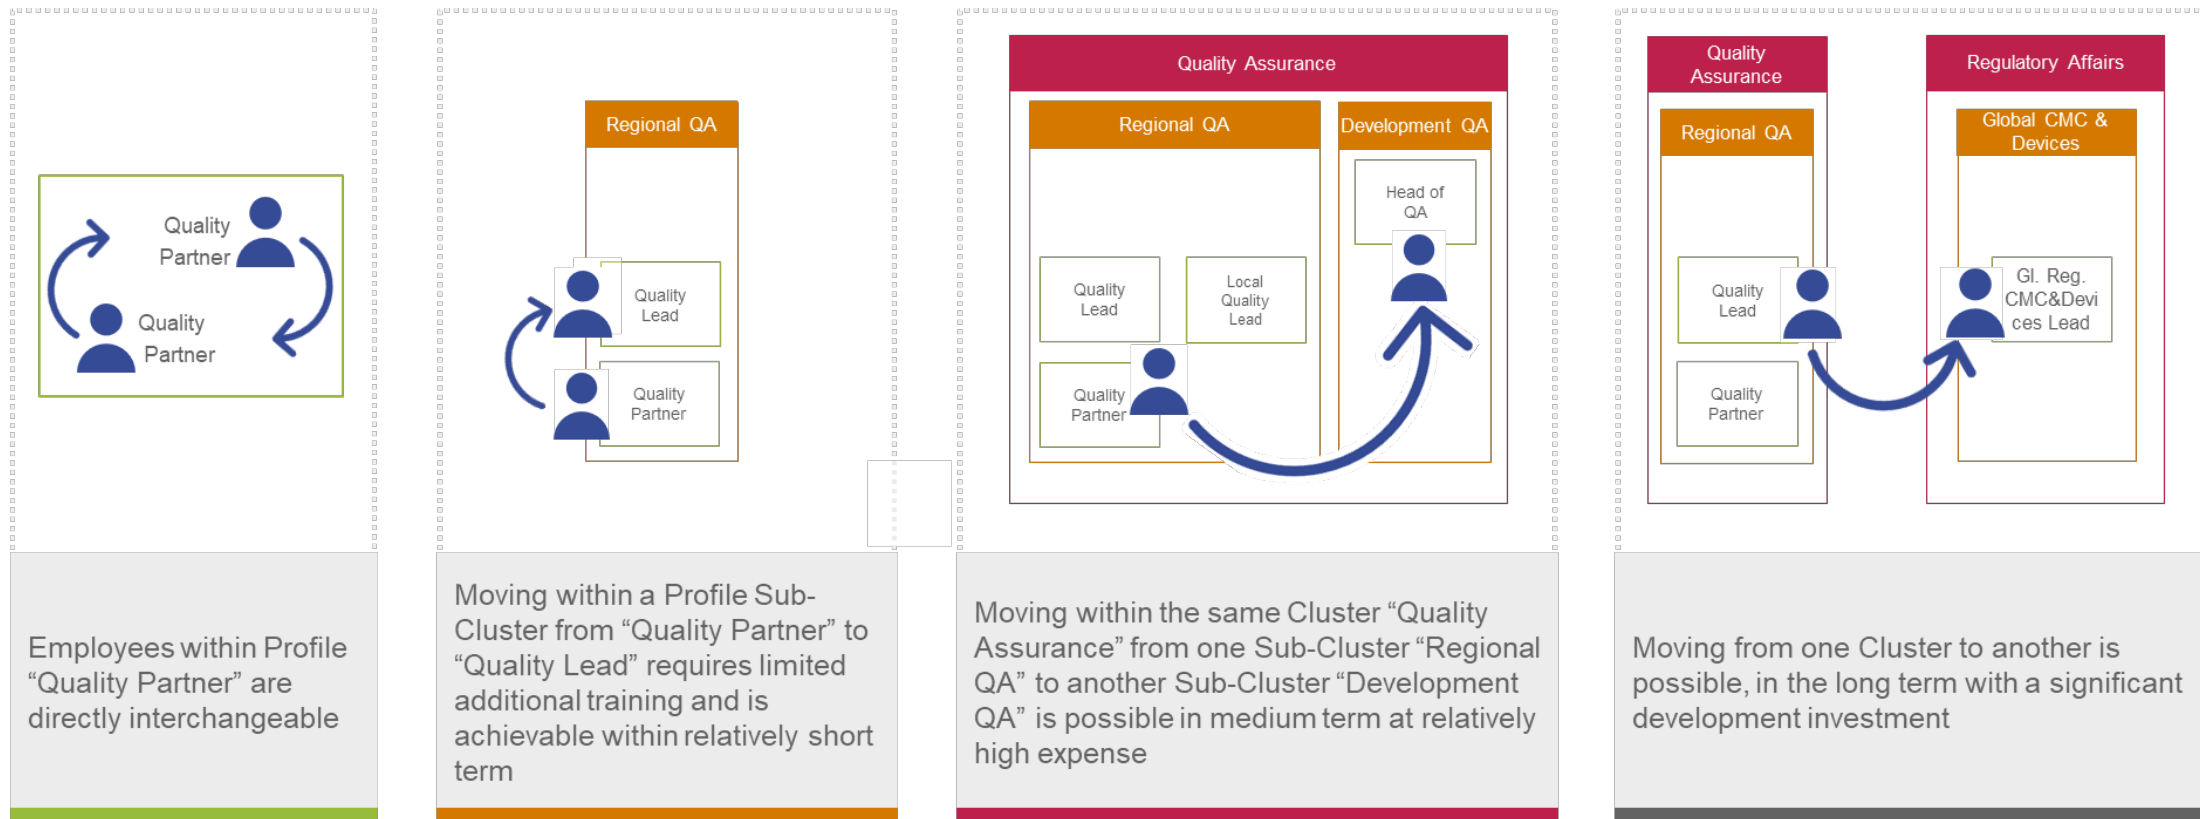 Quality
Partner
Quality
Partner
Employees within Profile
“Quality Partner” are
directly interchangeable
Regional QA
Quality
Lead
Quality
Partner
Moving within a Profile Sub-
Cluster from “Quality Partner” to
“Quality Lead” requires limited
additional training and is
achievable within relatively short
term
Quality Assurance
Regional QA
Development QA
Head of
QA
Quality
Lead
Local
Quality
Lead
Quality
Partner
Moving within the same Cluster “Quality
Assurance” from one Sub-Cluster “Regional
QA” to another Sub-Cluster “Development
QA” is possible in medium term at relatively
high expense
Quality
Assurance
Regional QA
Quality
Lead
Quality
Partner
Regulatory Affairs
Global CMC &
Devices
Gl. Reg.
CMC&Devi
ces Lead
Moving from one Cluster to another is
possible, in the long term with a significant
development investment